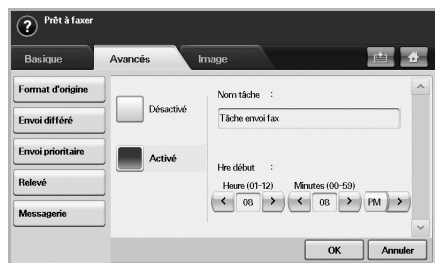 Prêt à faxer
Basique
Avancés
Image
Format d'origine
Envoi différé
Envoi prioritaire
Relevé
Messagerie
Désactivé
Activé
Nom tâche :
Tâche envoi fax
Hre début :
Heure (01-12) Minutes (00-59)
< 08 > < 08 > PM >
OK
Annuler